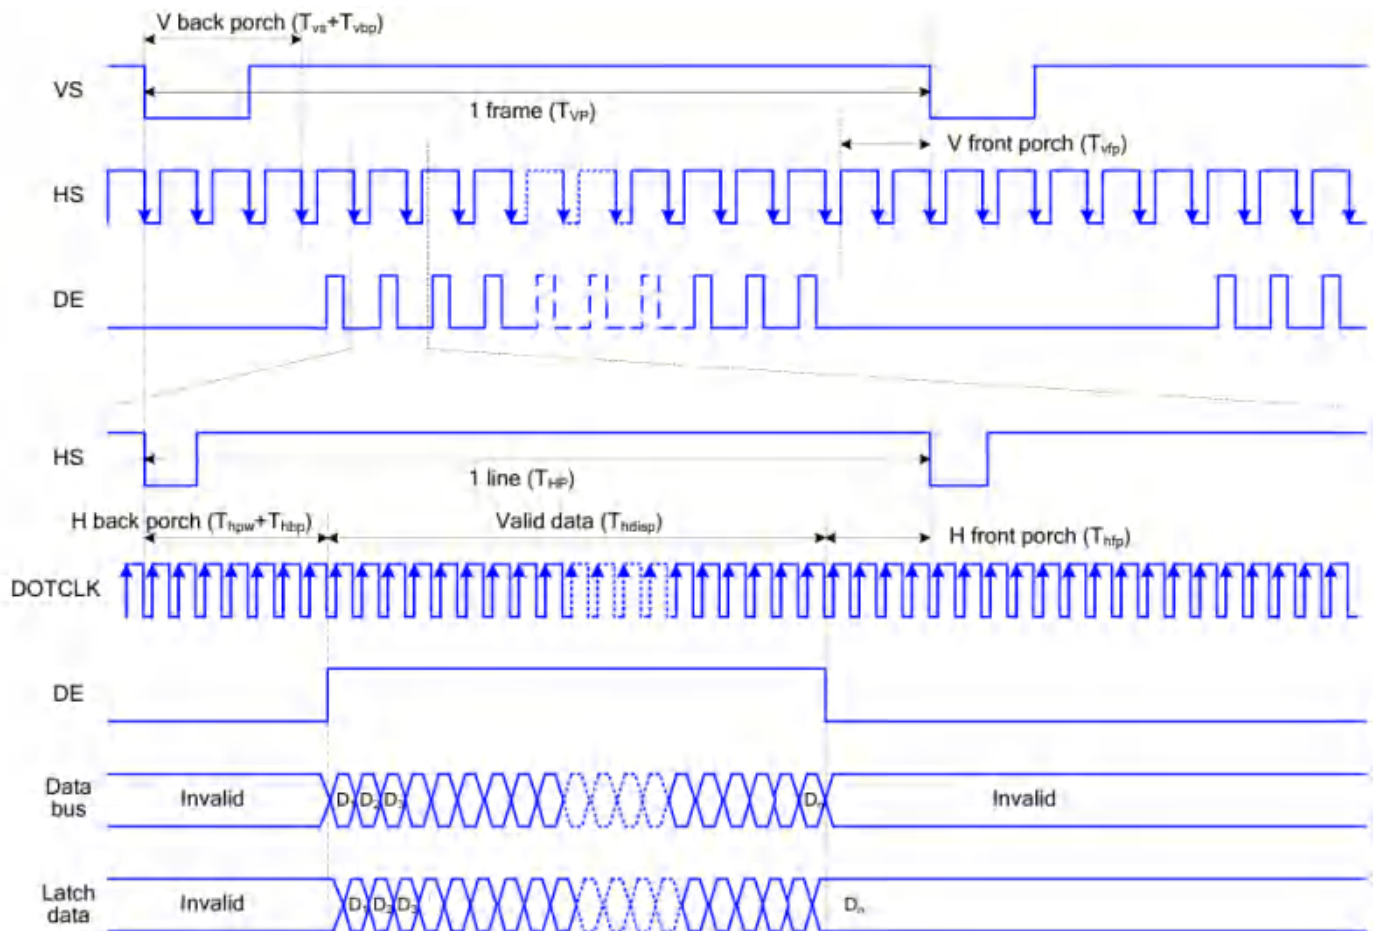 V back porch (Tvs+Tvbp)
VS
1 frame (TVP)
V front porch (Tvfp)
HS
DE
HS
1 line (THP)
H back porch (Thpw+Thbp)
Valid data (Thdisp)
H front porch (Thfp)
DOTCLK
DE
Data
bus
Invalid
D1 D2 D3
Dn
Invalid
Latch
data
Invalid
D1 D2 D3
Dn